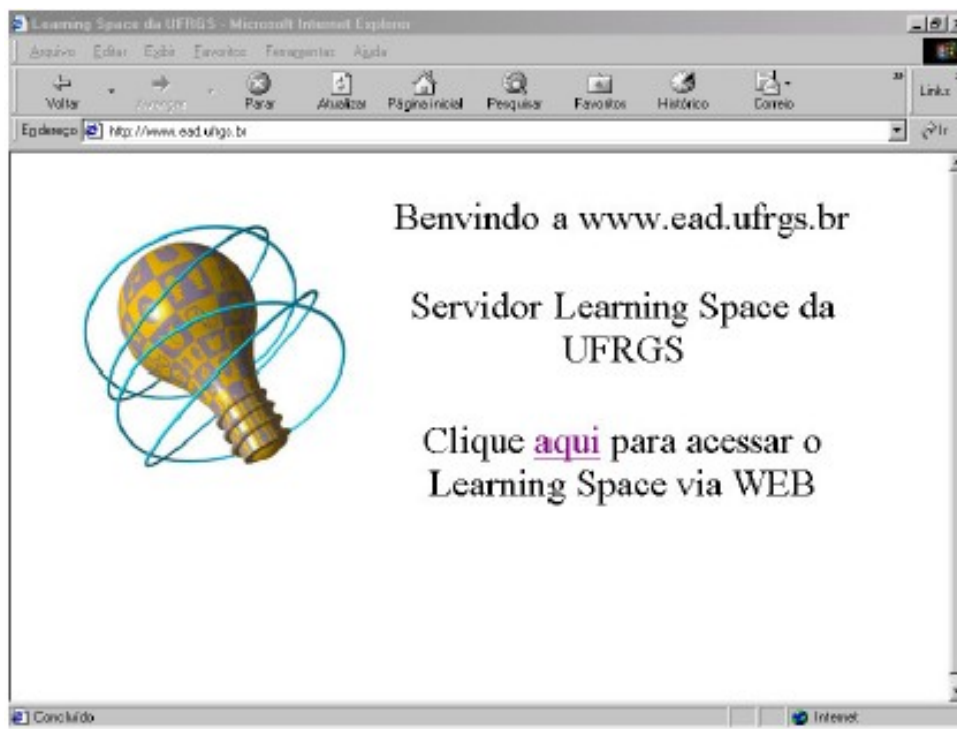 Learning Space da UFRGS - Microsoft Internet Explorer
Arquivo Editar Exibir Favoritos Ferramentas Ajuda
Voltar Avançar Parar Atualizar Página inicial Pesquisar Favoritos Histórico Correio Links
Endereço http://www.ead.ufrgs.br Ir
Benvindo a www.ead.ufrgs.br
Servidor Learning Space da
UFRGS
Clique aqui para acessar o
Learning Space via WEB
Concluído Internet